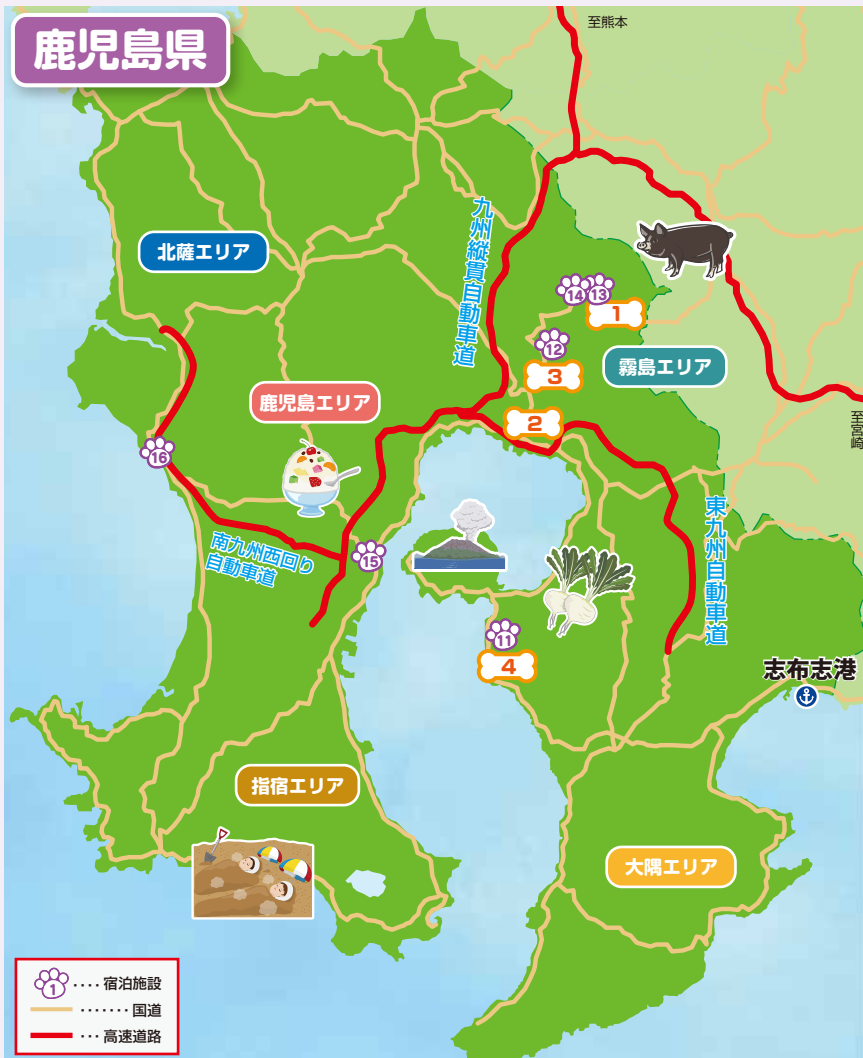 鹿児島県
至熊本
九州縦貫自動車道
北薩エリア
14
13
1
12
3
霧島エリア
鹿児島エリア
2
至宮崎
16
南九州西回り
自動車道
15
東九州自動車道
11
4
志布志港
指宿エリア
大隅エリア
1 ････宿泊施設
････････国道
････高速道路